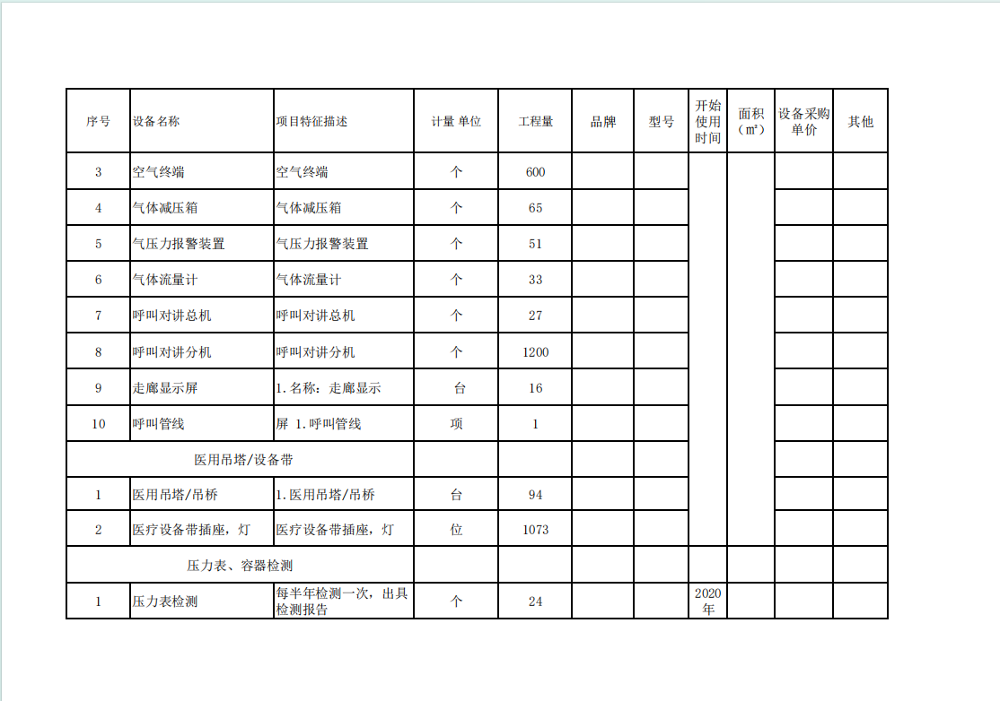 序号 设备名称 项目特征描述 计量 单位 工程量 品牌 型号 开始使用时间 面积（㎡） 设备采购单价 其他
3 空气终端 空气终端 个 600
4 气体减压箱 气体减压箱 个 65
5 气压力报警装置 气压力报警装置 个 51
6 气体流量计 气体流量计 个 33
7 呼叫对讲总机 呼叫对讲总机 个 27
8 呼叫对讲分机 呼叫对讲分机 个 1200
9 走廊显示屏 1.名称：走廊显示 台 16
10 呼叫管线 屏 1.呼叫管线 项 1
医用吊塔/设备带
1 医用吊塔/吊桥 1.医用吊塔/吊桥 台 94
2 医疗设备带插座，灯 医疗设备带插座，灯 位 1073
压力表、容器检测
1 压力表检测 每半年检测一次，出具检测报告 个 24 2020年